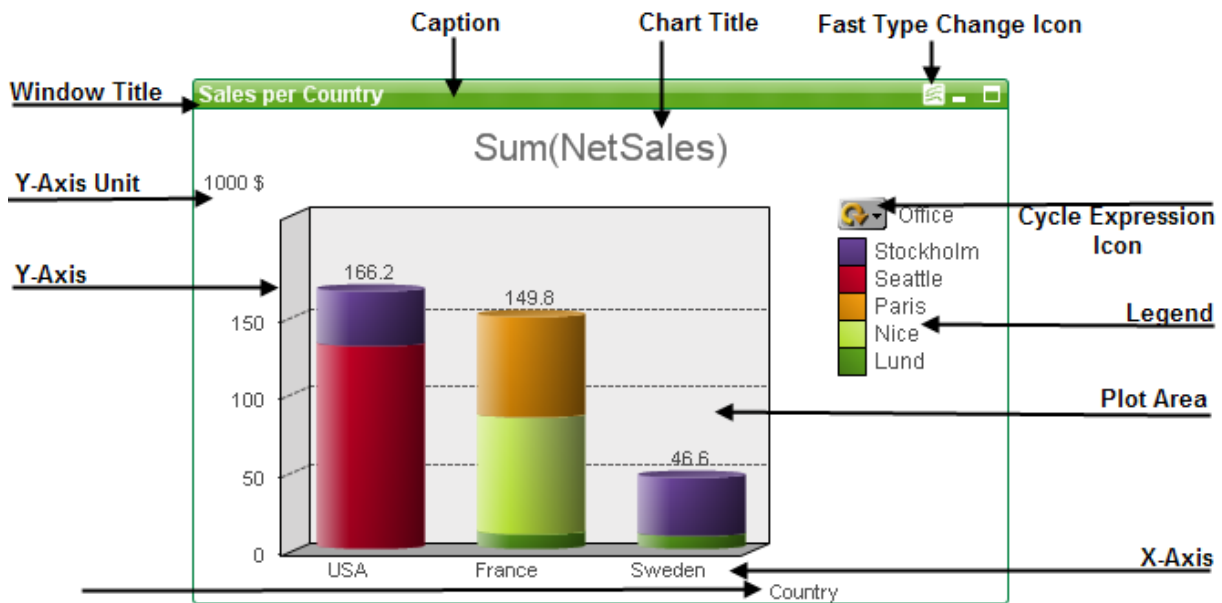 Caption
Chart Title
Fast Type Change Icon
Window Title
Sales per Country
Sum(NetSales)
Y-Axis Unit
1000 $
Office
Cycle Expression
Icon
Stockholm
Seattle
Paris
Nice
Lund
Legend
Y-Axis
166.2
149.8
46.6
150
100
50
0
Plot Area
USA
France
Sweden
X-Axis
Country